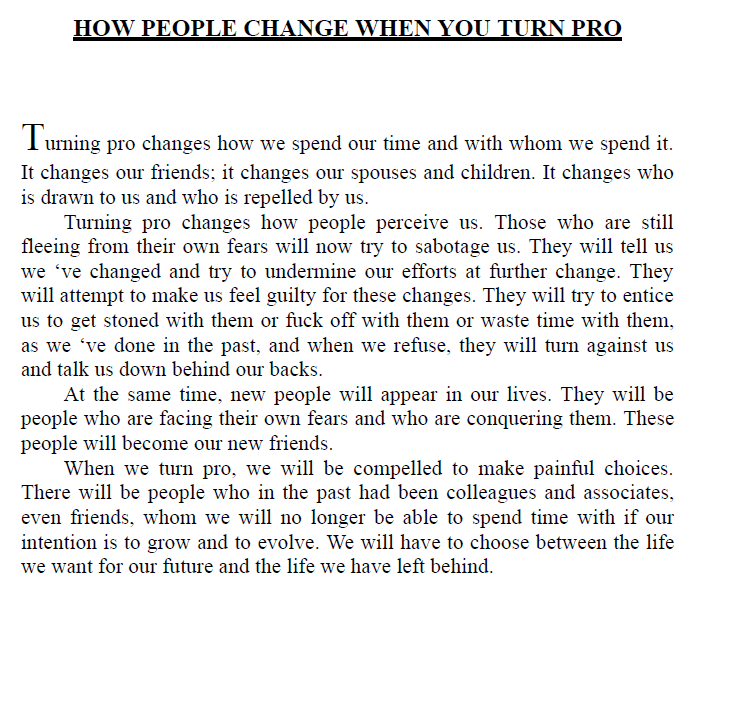 HOW PEOPLE CHANGE WHEN YOU TURN PRO
Turning pro changes how we spend our time and with whom we spend it.
It changes our friends; it changes our spouses and children. It changes who
is drawn to us and who is repelled by us.
Turning pro changes how people perceive us. Those who are still
fleeing from their own fears will now try to sabotage us. They will tell us
we ‘ve changed and try to undermine our efforts at further change. They
will attempt to make us feel guilty for these changes. They will try to entice
us to get stoned with them or fuck off with them or waste time with them,
as we ‘ve done in the past, and when we refuse, they will turn against us
and talk us down behind our backs.
At the same time, new people will appear in our lives. They will be
people who are facing their own fears and who are conquering them. These
people will become our new friends.
When we turn pro, we will be compelled to make painful choices.
There will be people who in the past had been colleagues and associates,
even friends, whom we will no longer be able to spend time with if our
intention is to grow and to evolve. We will have to choose between the life
we want for our future and the life we have left behind.